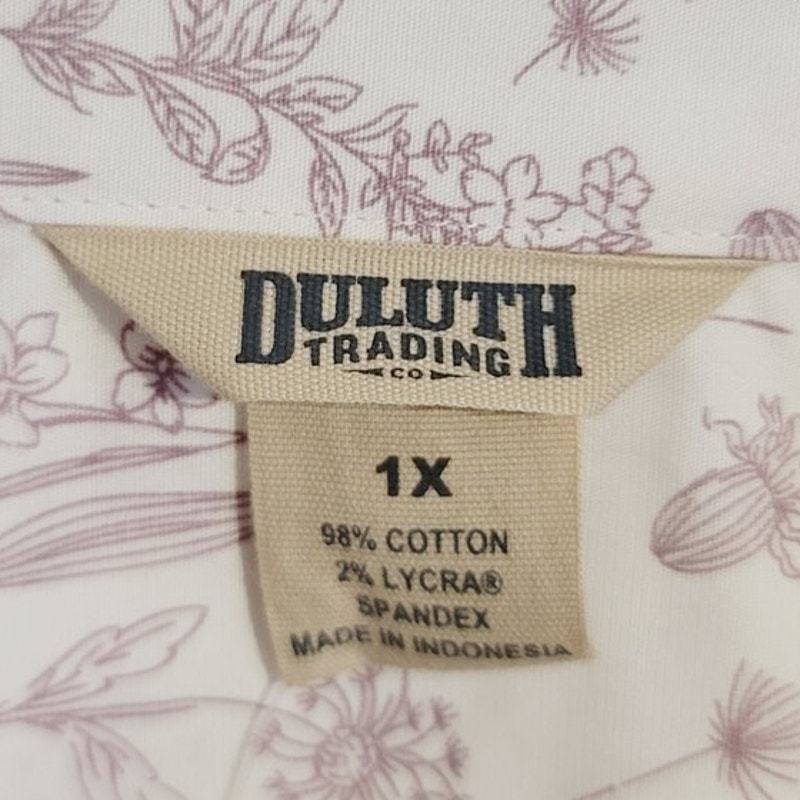 DULUTH
TRADING
CO
1X
98% COTTON
2% LYCRA®
SPANDEX
MADE IN INDONESIA